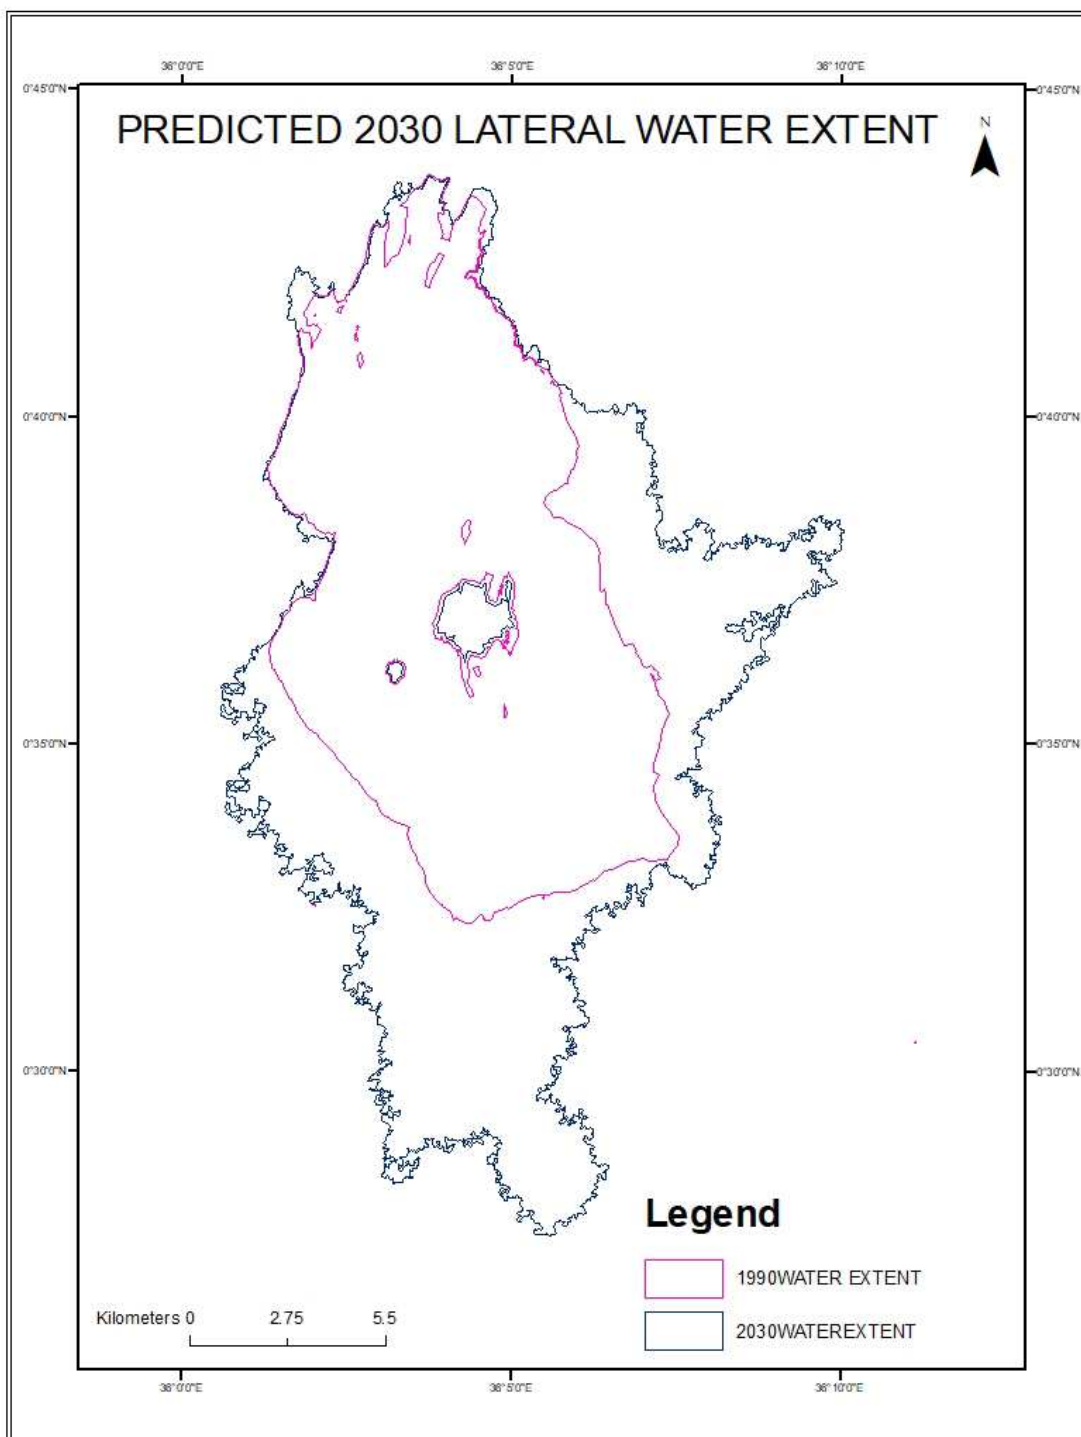 36°0'0"E 36°5'0"E 36°10'0"E
0°45'0"N 0°45'0"N
PREDICTED 2030 LATERAL WATER EXTENT
N
0°40'0"N 0°40'0"N
0°35'0"N 0°35'0"N
0°30'0"N 0°30'0"N
Legend
1990WATER EXTENT
Kilometers 0 2.75 5.5
2030WATEREXTENT
36°0'0"E 36°5'0"E 36°10'0"E